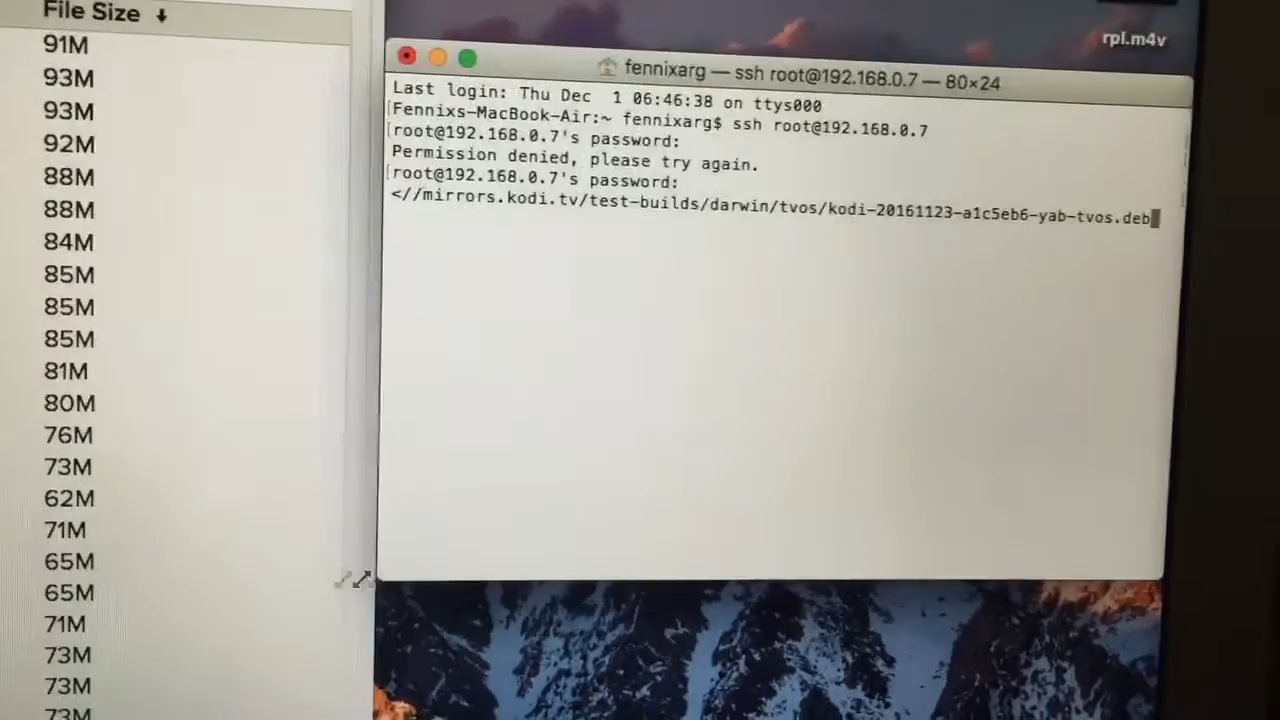 File Size ↓
91M
93M
93M
92M
88M
88M
84M
85M
85M
85M
81M
80M
76M
73M
62M
71M
65M
65M
71M
73M
73M
73M
rpl.m4v
fennixarg — ssh root@192.168.0.7 — 80×24
Last login: Thu Dec  1 06:46:38 on ttys000
[Fennixs-MacBook-Air:~ fennixarg$ ssh root@192.168.0.7
[root@192.168.0.7's password:
Permission denied, please try again.
[root@192.168.0.7's password:
<//mirrors.kodi.tv/test-builds/darwin/tvos/kodi-20161123-a1c5eb6-yab-tvos.deb